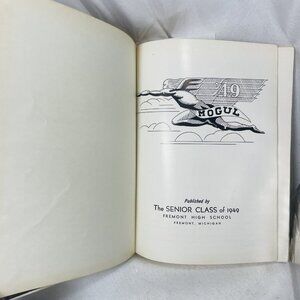 49
MOGUL
Published by
The SENIOR CLASS of 1949
FREMONT HIGH SCHOOL
FREMONT, MICHIGAN